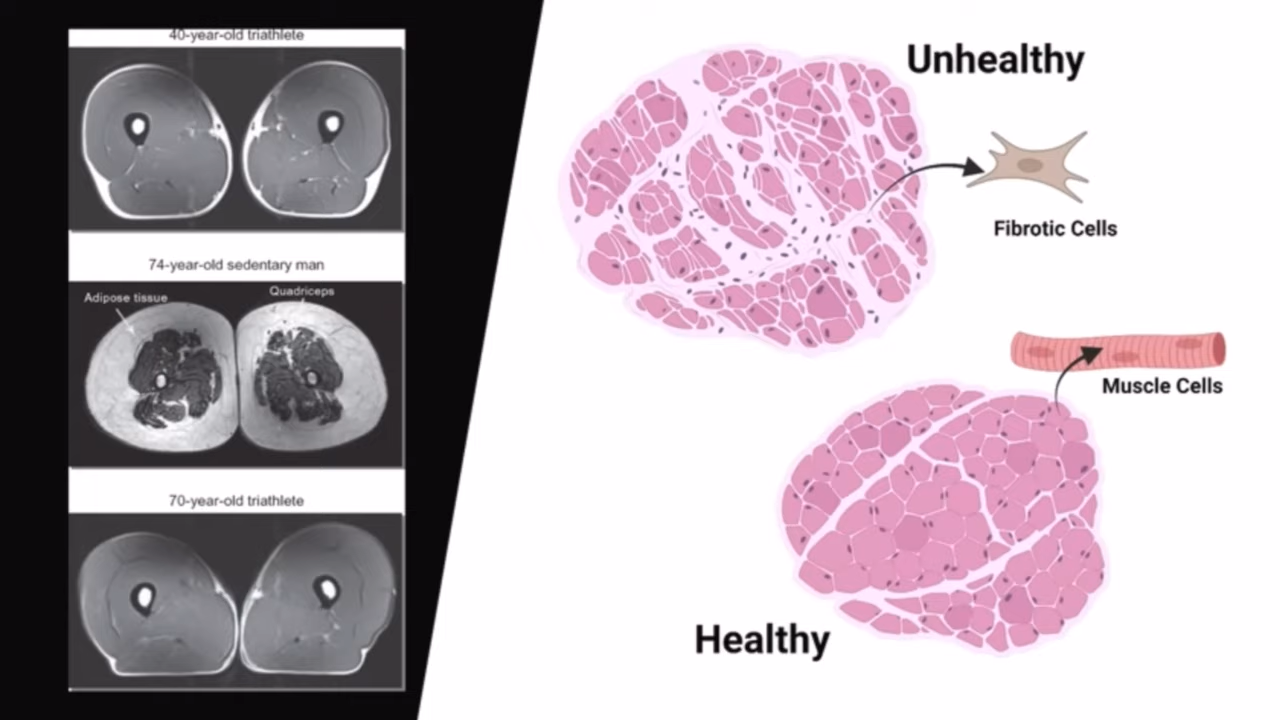 40-year-old triathlete
74-year-old sedentary man
Adipose tissue
Quadriceps
70-year-old triathlete
Unhealthy
Fibrotic Cells
Muscle Cells
Healthy